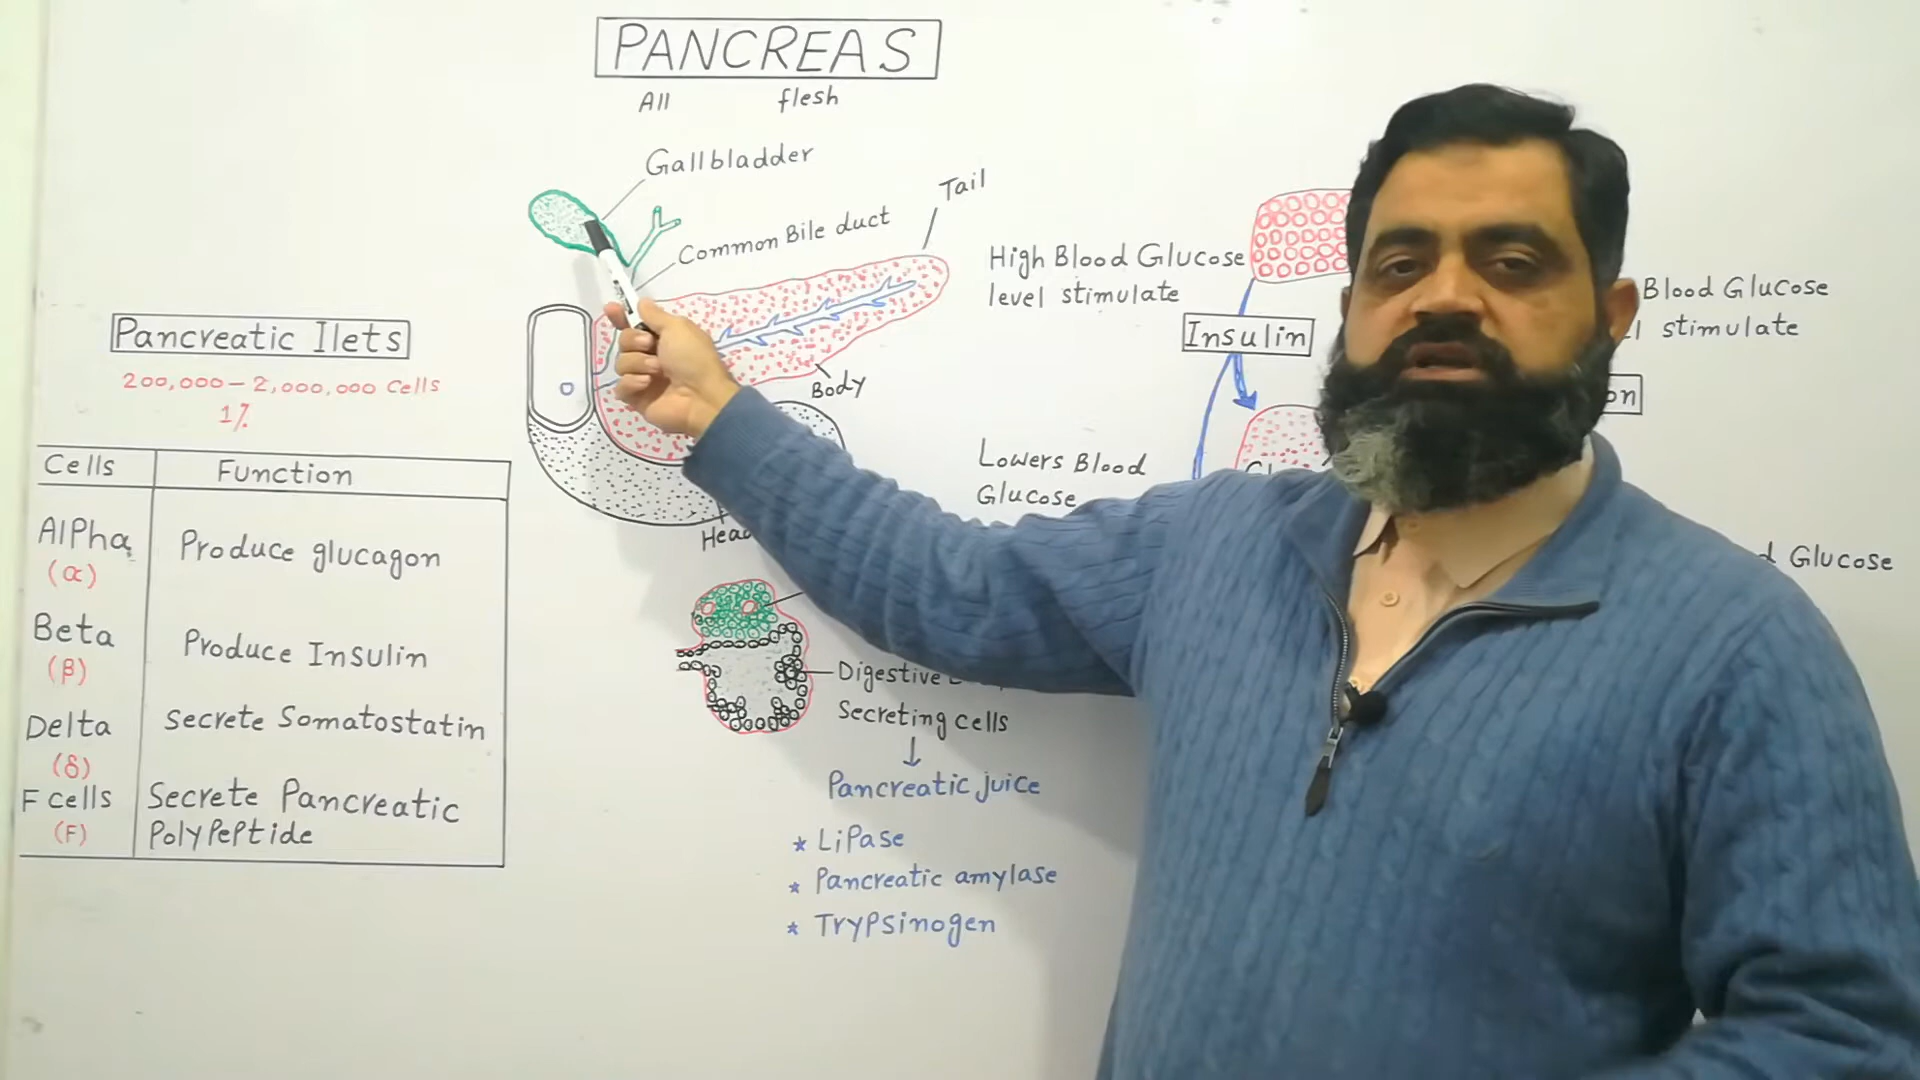 PANCREAS
All flesh
Gallbladder
Common Bile duct
Tail
Body
Head
Pancreatic Ilets
200,000 - 2,000,000 Cells
1%
Cells Function
Alpha Produce glucagon
(α)
Beta Produce Insulin
(β)
Delta Secrete Somatostatin
(δ)
F cells Secrete Pancreatic
(F) Polypeptide
Digestive
Secreting cells
Pancreatic juice
* Lipase
* Pancreatic amylase
* Trypsinogen
High Blood Glucose
level stimulate
Insulin
Lowers Blood
Glucose
Blood Glucose
stimulate
on
Glucose